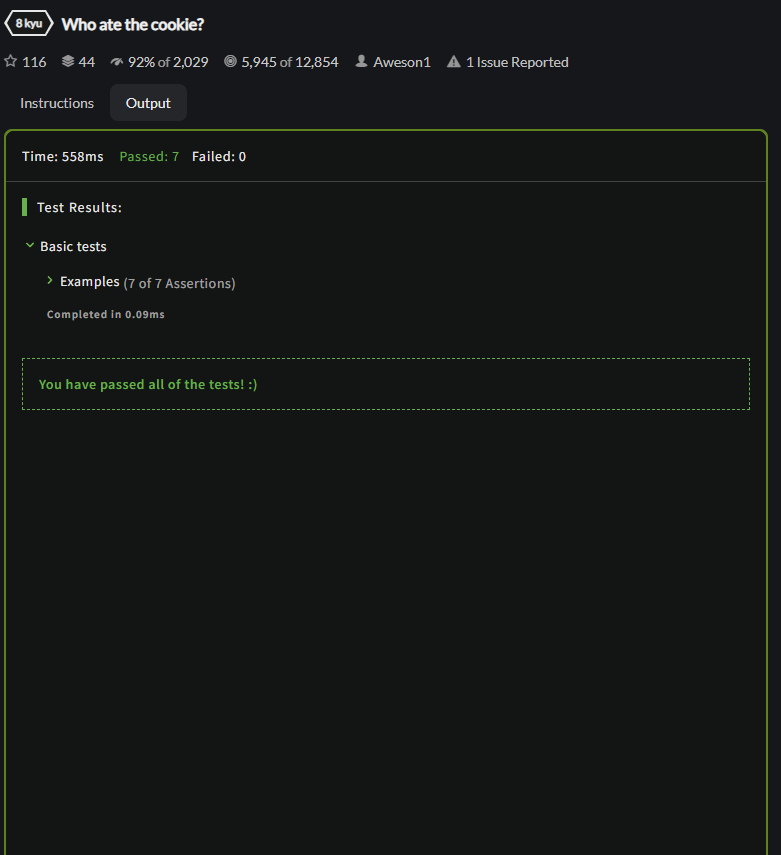 8 kyu Who ate the cookie?
116 44 92% of 2,029 5,945 of 12,854 Aweson1 1 Issue Reported
Instructions Output
Time: 558ms Passed: 7 Failed: 0
Test Results:
Basic tests
Examples (7 of 7 Assertions)
Completed in 0.09ms
You have passed all of the tests! :)